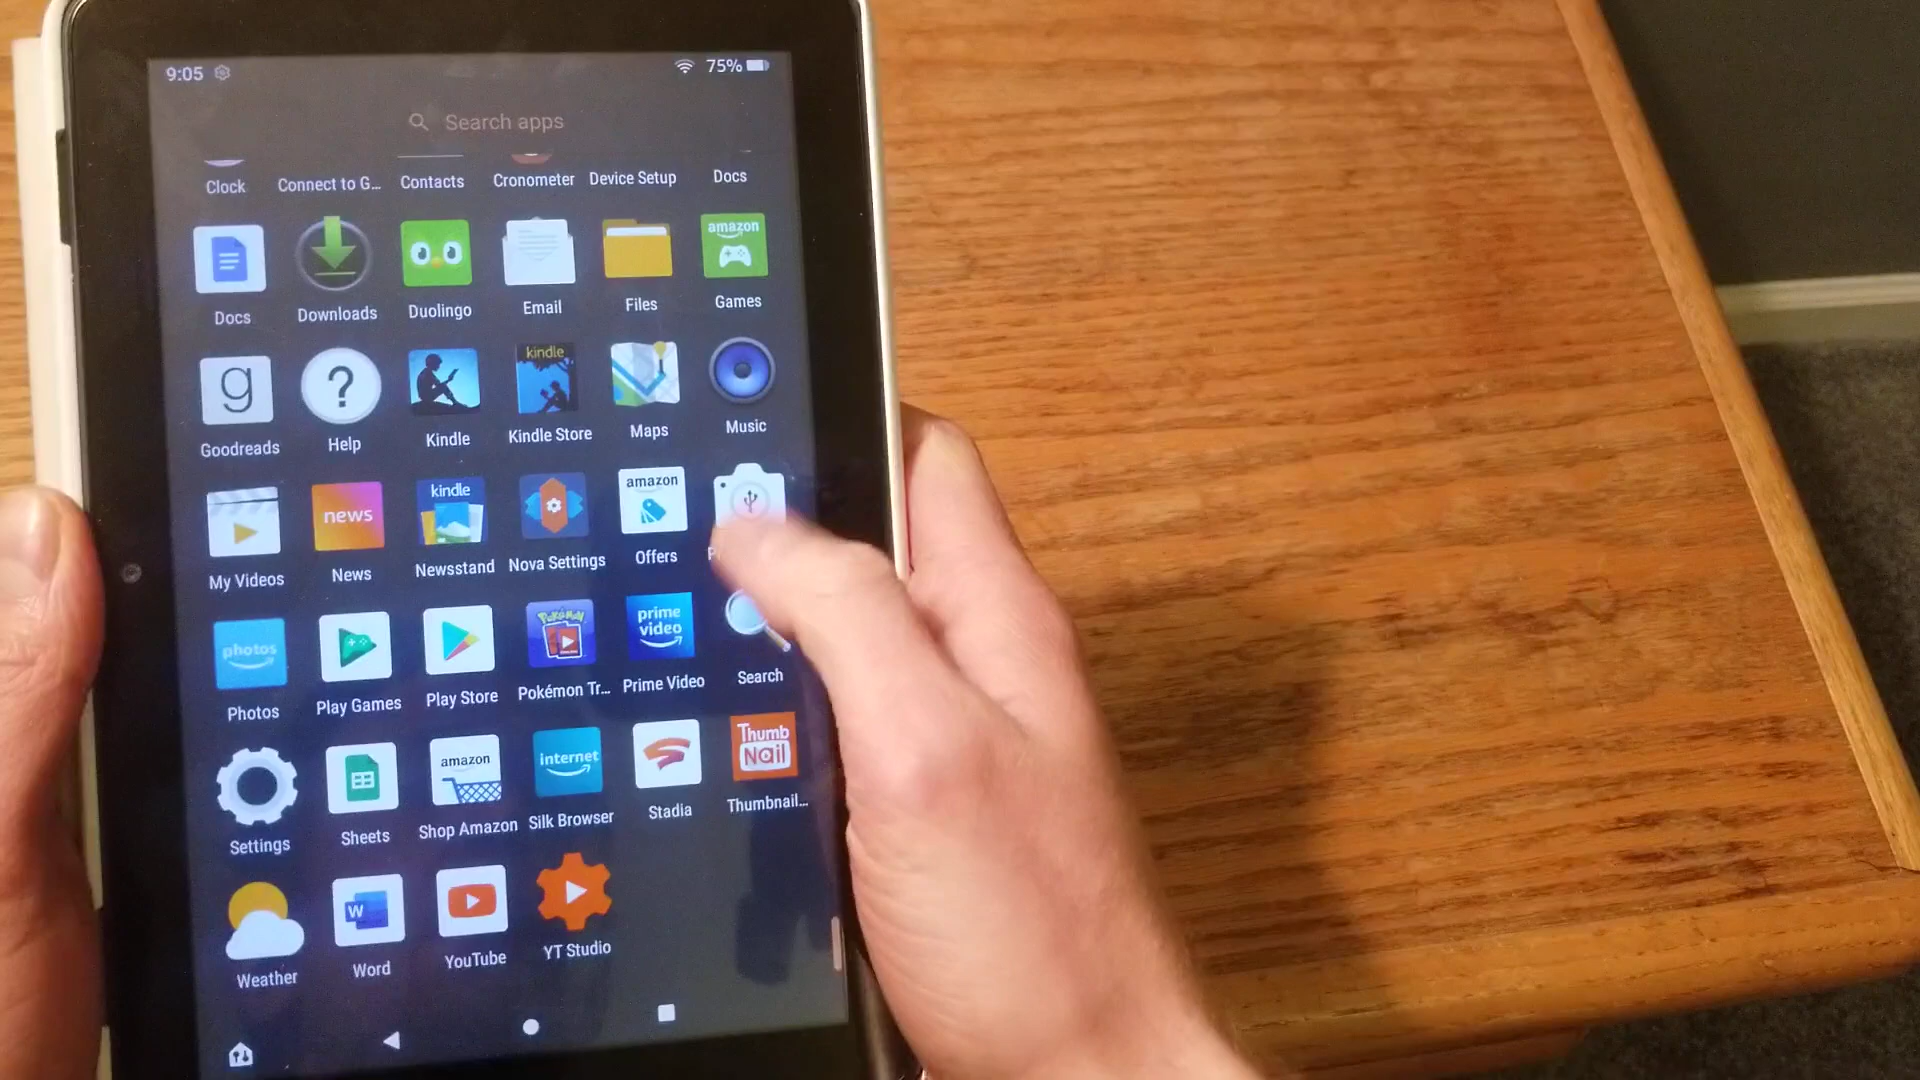 9:05 75%
Search apps
Clock Connect to G... Contacts Cronometer Device Setup Docs
amazon
Docs Downloads Duolingo Email Files Games
g ? kindle
Goodreads Help Kindle Kindle Store Maps Music
news kindle amazon
My Videos News Newsstand Nova Settings Offers
photos Pokémon prime video
Photos Play Games Play Store Pokémon Tr... Prime Video Search
amazon internet Thumb Nail
Settings Sheets Shop Amazon Silk Browser Stadia Thumbnail...
W
Weather Word YouTube YT Studio